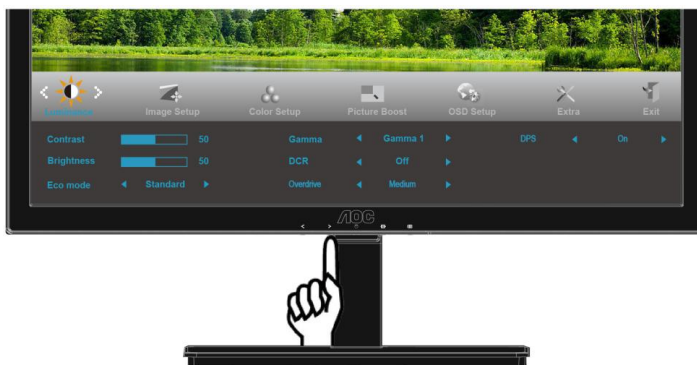 Luminance Image Setup Color Setup Picture Boost OSD Setup Extra Exit
Contrast 50 Gamma Gamma 1 DPS On
Brightness 50 DCR Off
Eco mode Standard Overdrive Medium
AOC